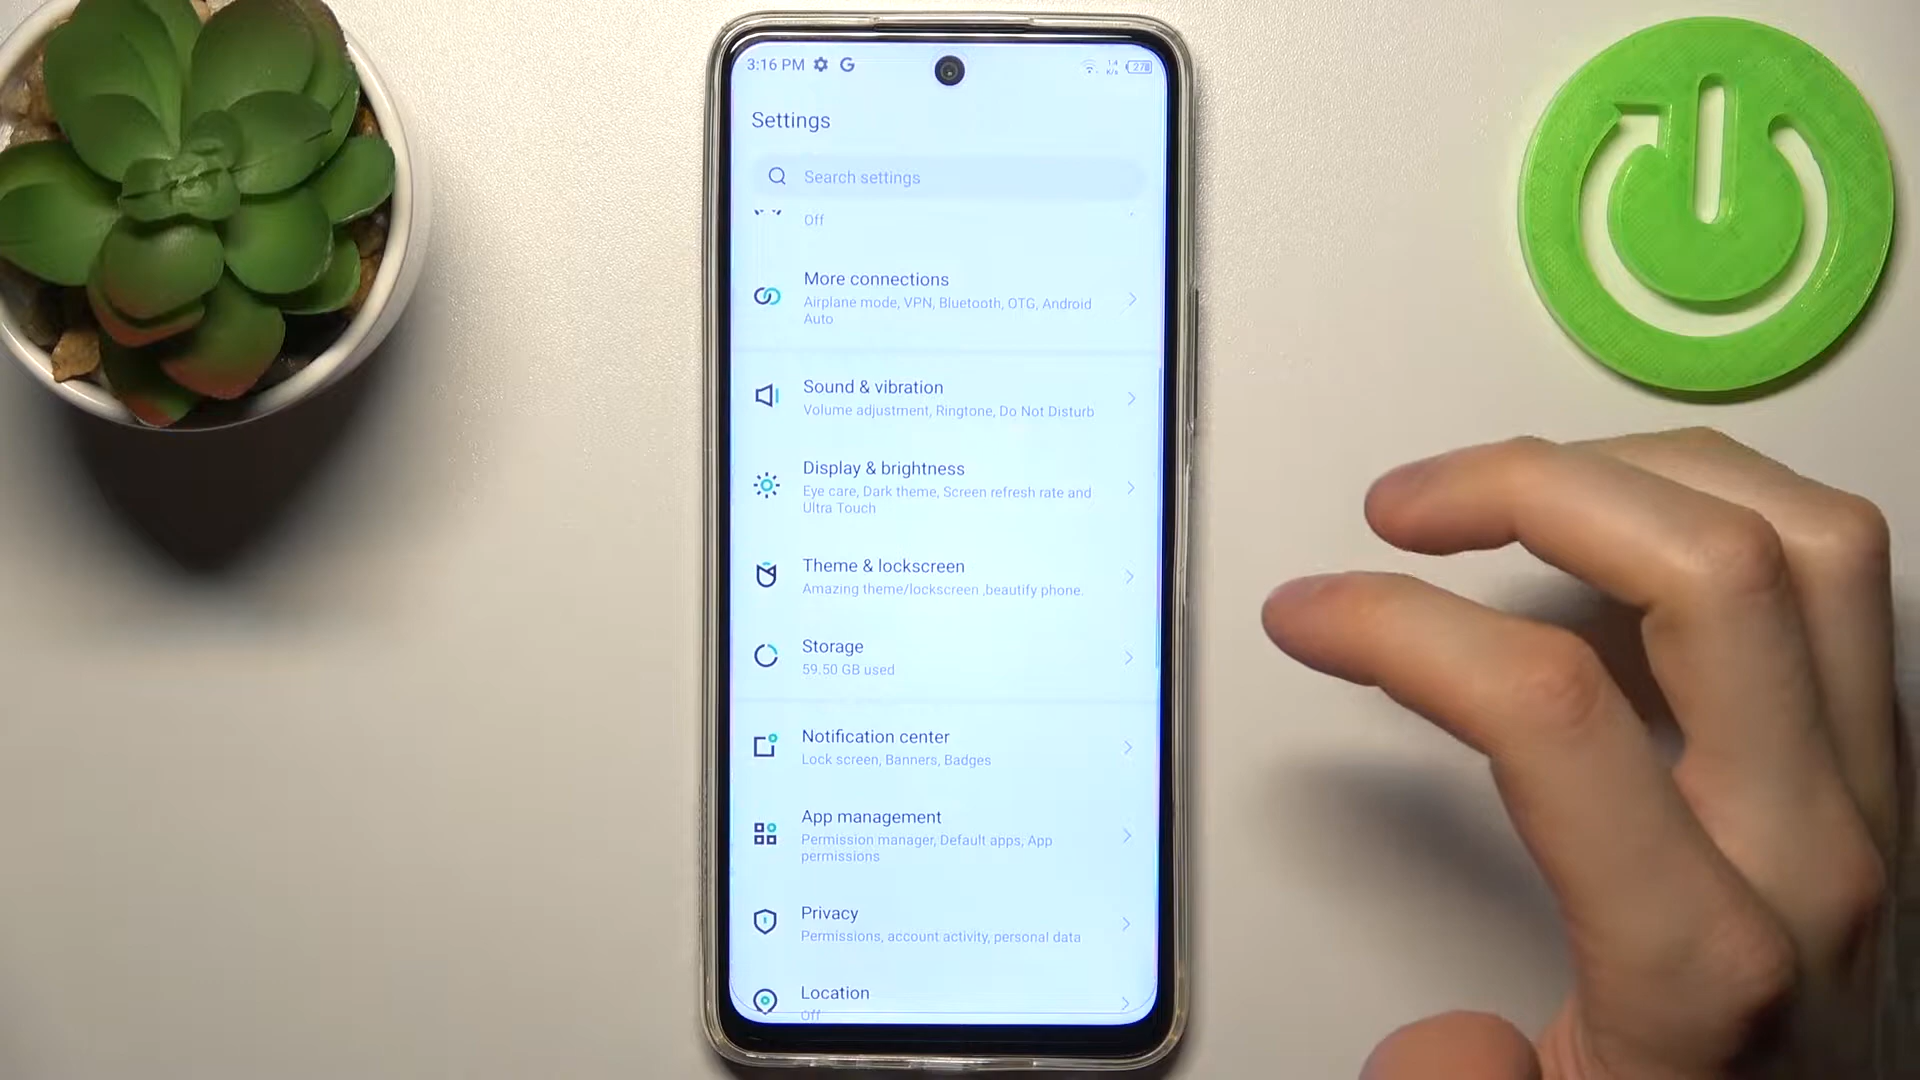 3:16 PM
Settings
Search settings
Off
More connections
Airplane mode, VPN, Bluetooth, OTG, Android
Auto
Sound & vibration
Volume adjustment, Ringtone, Do Not Disturb
Display & brightness
Eye care, Dark theme, Screen refresh rate and
Ultra Touch
Theme & lockscreen
Amazing theme/lockscreen ,beautify phone.
Storage
59.50 GB used
Notification center
Lock screen, Banners, Badges
App management
Permission manager, Default apps, App
permissions
Privacy
Permissions, account activity, personal data
Location
Off